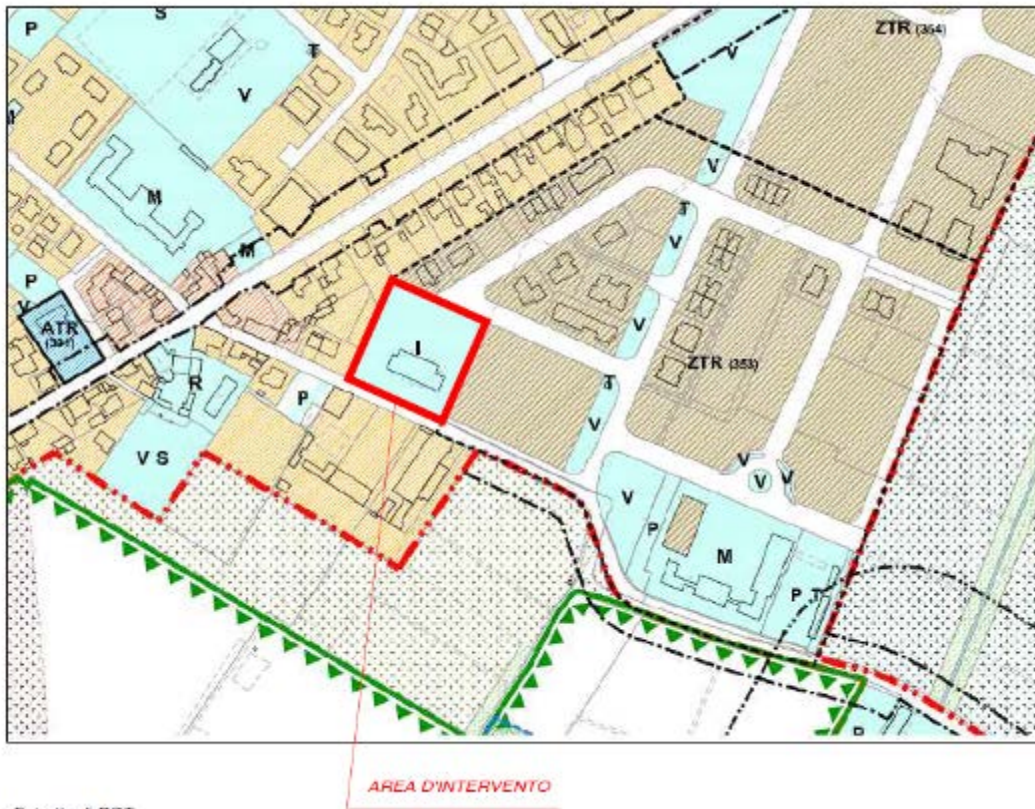 P
S
ZTR (354)
T
V
V
M
V
M
T
P
V
V
ATR
I
V
ZTR (353)
R
P
T
V
V S
V
V
V
V
P
M
P T
P
AREA D'INTERVENTO